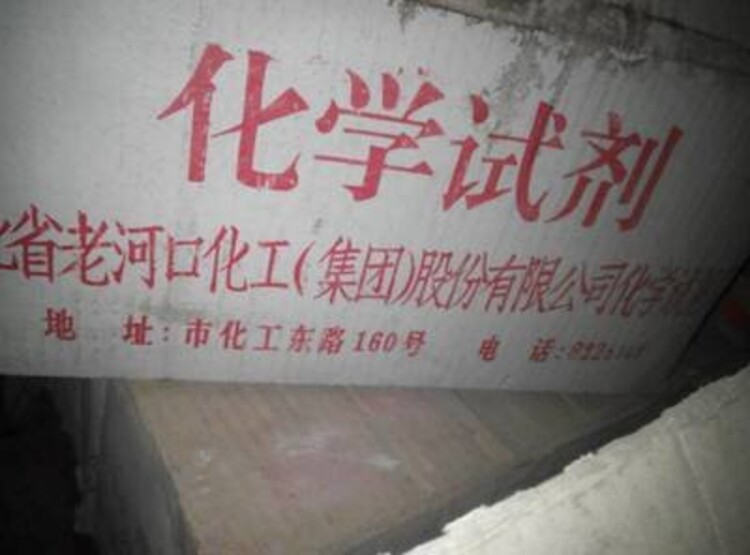 化学试剂
省老河口化工(集团)股份有限公司化学试
地 址:市化工东路160号 电 话: